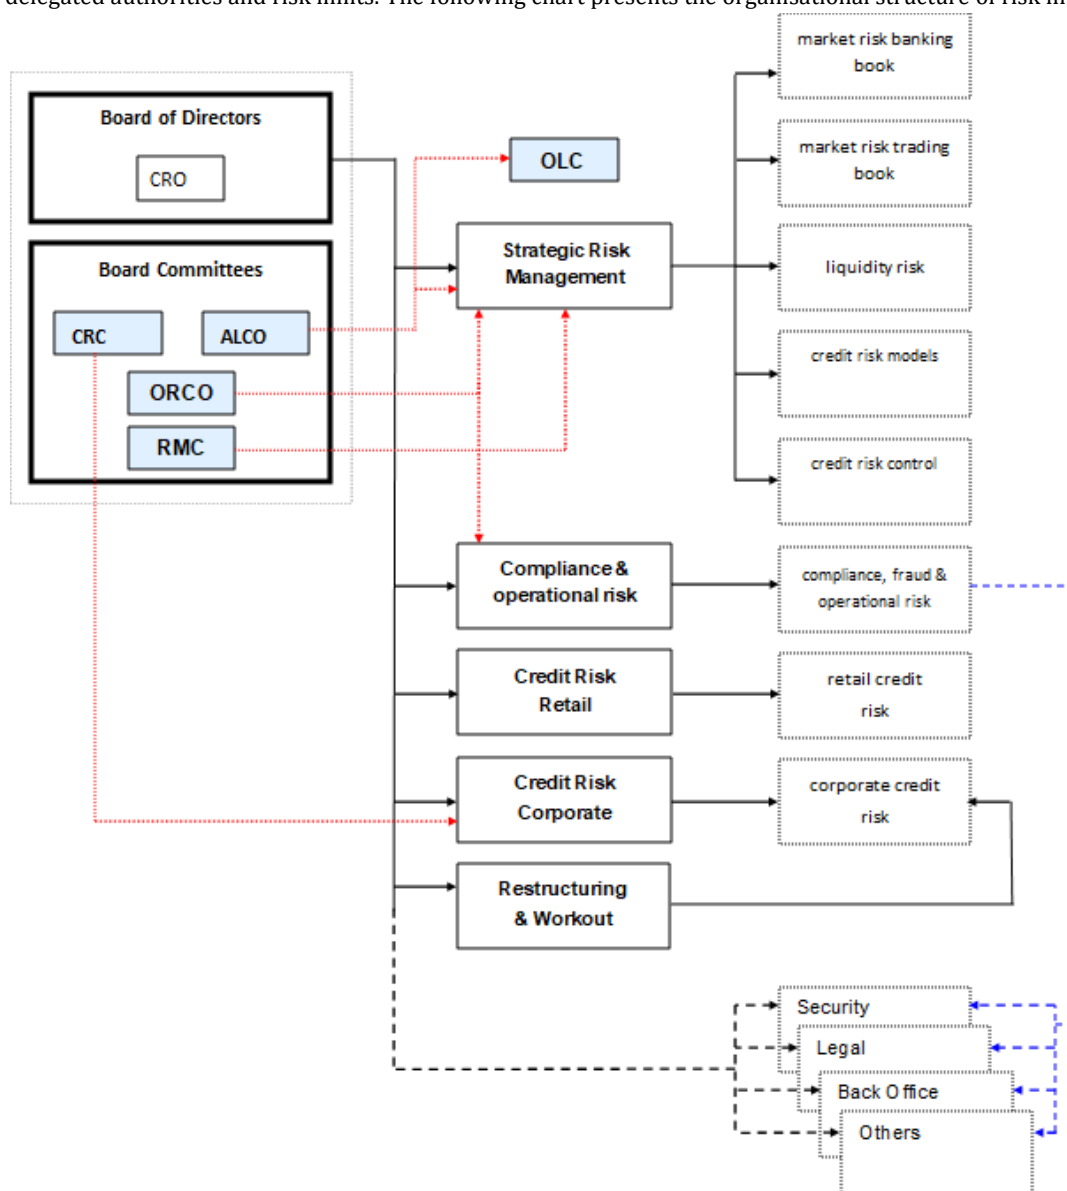 delegated authorities and risk limits. The following chart presents the organisational structure of risk m
market risk banking
book
Board of Directors
CRO
OLC
market risk trading
book
Strategic Risk
Management
Board Committees
liquidity risk
CRC
ALCO
credit risk models
ORCO
RMC
credit risk control
Compliance &
operational risk
compliance, fraud &
operational risk
Credit Risk
Retail
retail credit
risk
Credit Risk
Corporate
corporate credit
risk
Restructuring
& Workout
Security
Legal
Back Office
Others